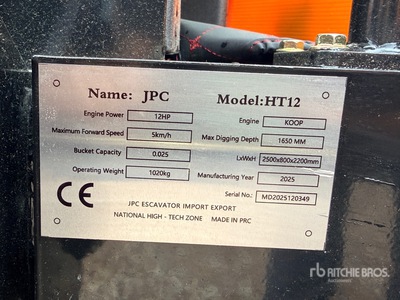 Name: JPC Model:HT12
Engine Power 12HP Engine KOOP
Maximum Forward Speed 5km/h Max Digging Depth 1650 MM
Bucket Capacity 0.025 LxWxH 2500x800x2200mm
Operating Weight 1020kg Manufacturing Year 2025
Serial No.: MD2025120349
CE
JPC ESCAVATOR IMPORT EXPORT
NATIONAL HIGH - TECH ZONE MADE IN PRC
rb RITCHIE BROS.
Auctioneers